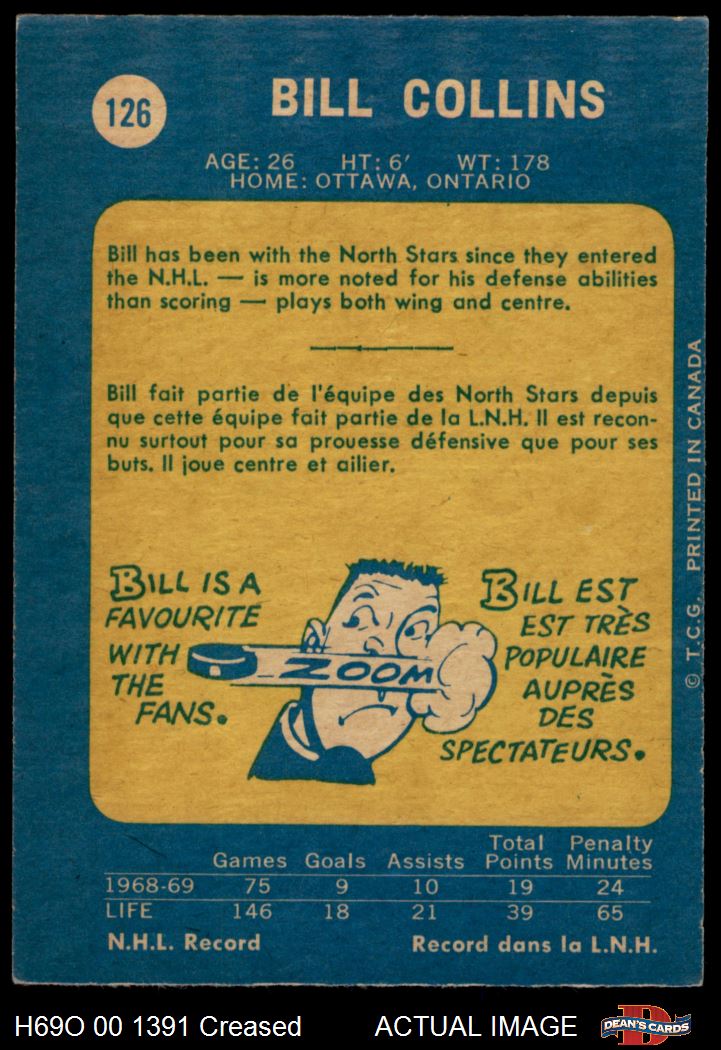 126
BILL COLLINS
AGE: 26 HT: 6' WT: 178
HOME: OTTAWA, ONTARIO
Bill has been with the North Stars since they entered
the N.H.L. — is more noted for his defense abilities
than scoring — plays both wing and centre.
Bill fait partie de l'équipe des North Stars depuis
que cette équipe fait partie de la L.N.H. Il est recon-
nu surtout pour sa prouesse défensive que pour ses
buts. Il joue centre et ailier.
BILL IS A
FAVOURITE
WITH
THE
FANS.
ZOOM
BILL EST
EST TRÈS
POPULAIRE
AUPRÈS
DES
SPECTATEURS.
© T.C.G. PRINTED IN CANADA
Games Goals Assists Total Points Penalty Minutes
1968-69 75 9 10 19 24
LIFE 146 18 21 39 65
N.H.L. Record Record dans la L.N.H.
H69O 00 1391 Creased ACTUAL IMAGE
D
DEAN'S CARDS